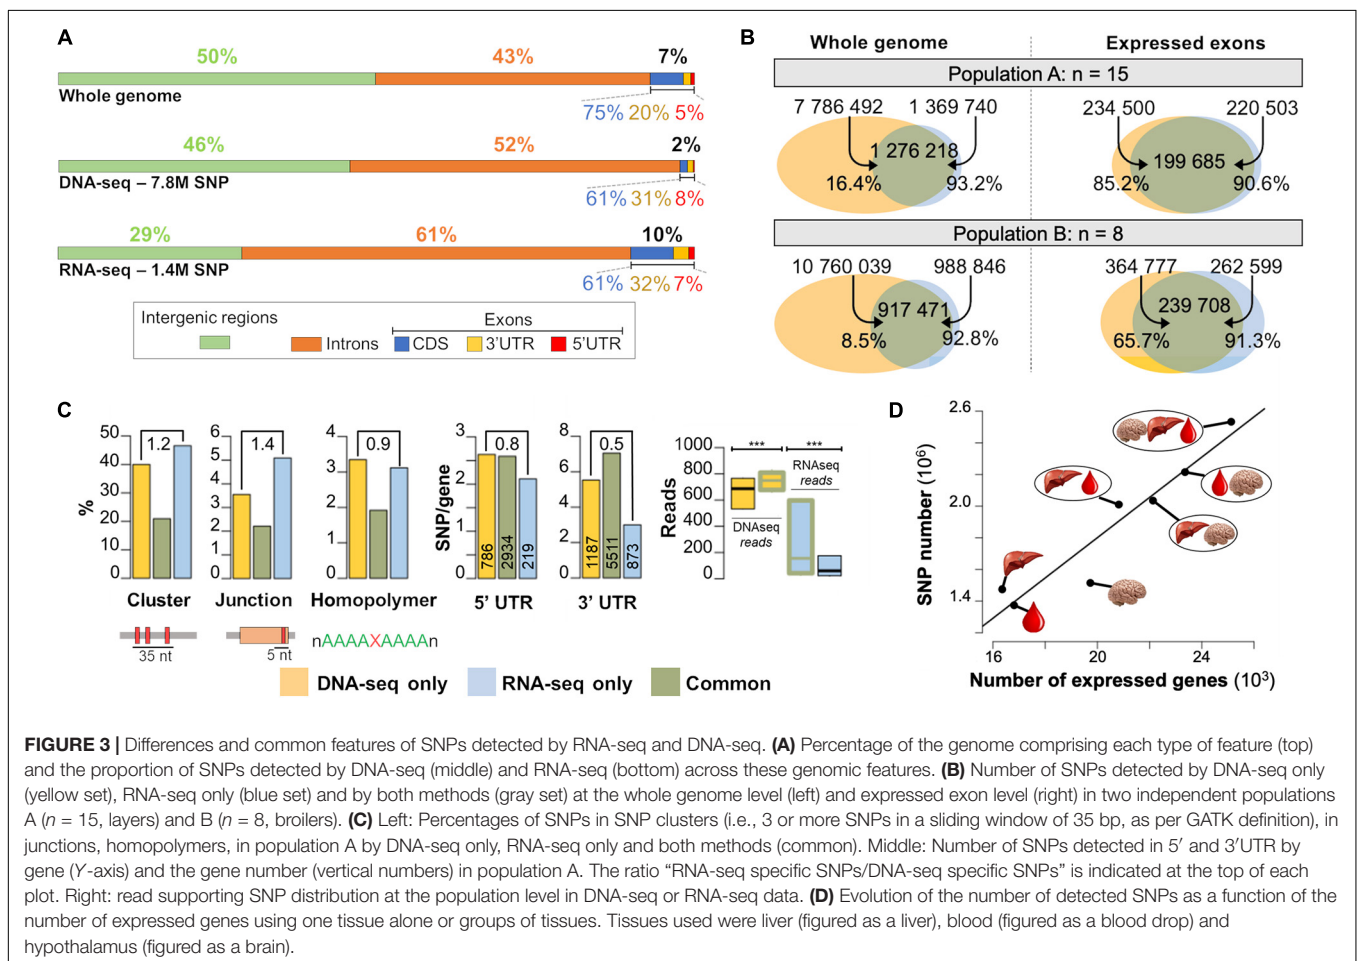 A
50% 43% 7%
Whole genome
75% 20% 5%
46% 52% 2%
DNA-seq – 7.8M SNP
61% 31% 8%
29% 61% 10%
RNA-seq – 1.4M SNP
61% 32% 7%
Intergenic regions
Exons
Introns CDS 3'UTR 5'UTR
B
Whole genome Expressed exons
Population A: n = 15
7 786 492 1 369 740 234 500 220 503
1 276 218 199 685
16.4% 93.2% 85.2% 90.6%
Population B: n = 8
10 760 039 988 846 364 777 262 599
917 471 239 708
8.5% 92.8% 65.7% 91.3%
C
%
50
40
30
20
10
0
1.2
Cluster
35 nt
6
5
4
3
2
1
0
1.4
Junction
5 nt
4
3
2
1
0
0.9
Homopolymer
nAAAAXAAAAn
SNP/gene
3
2
1
0
0.8
786 2934 219
5' UTR
8
6
4
2
0
0.5
1187 5511 873
3' UTR
Reads
1000
800
600
400
200
0
*** ***
RNAseq
reads
DNAseq
reads
DNA-seq only RNA-seq only Common
D
SNP number (10⁶)
2.6
2.0
1.4
16 20 24
Number of expressed genes (10³)
FIGURE 3 | Differences and common features of SNPs detected by RNA-seq and DNA-seq. (A) Percentage of the genome comprising each type of feature (top)
and the proportion of SNPs detected by DNA-seq (middle) and RNA-seq (bottom) across these genomic features. (B) Number of SNPs detected by DNA-seq only
(yellow set), RNA-seq only (blue set) and by both methods (gray set) at the whole genome level (left) and expressed exon level (right) in two independent populations
A (n = 15, layers) and B (n = 8, broilers). (C) Left: Percentages of SNPs in SNP clusters (i.e., 3 or more SNPs in a sliding window of 35 bp, as per GATK definition), in
junctions, homopolymers, in population A by DNA-seq only, RNA-seq only and both methods (common). Middle: Number of SNPs detected in 5′ and 3′UTR by
gene (Y-axis) and the gene number (vertical numbers) in population A. The ratio “RNA-seq specific SNPs/DNA-seq specific SNPs” is indicated at the top of each
plot. Right: read supporting SNP distribution at the population level in DNA-seq or RNA-seq data. (D) Evolution of the number of detected SNPs as a function of the
number of expressed genes using one tissue alone or groups of tissues. Tissues used were liver (figured as a liver), blood (figured as a blood drop) and
hypothalamus (figured as a brain).